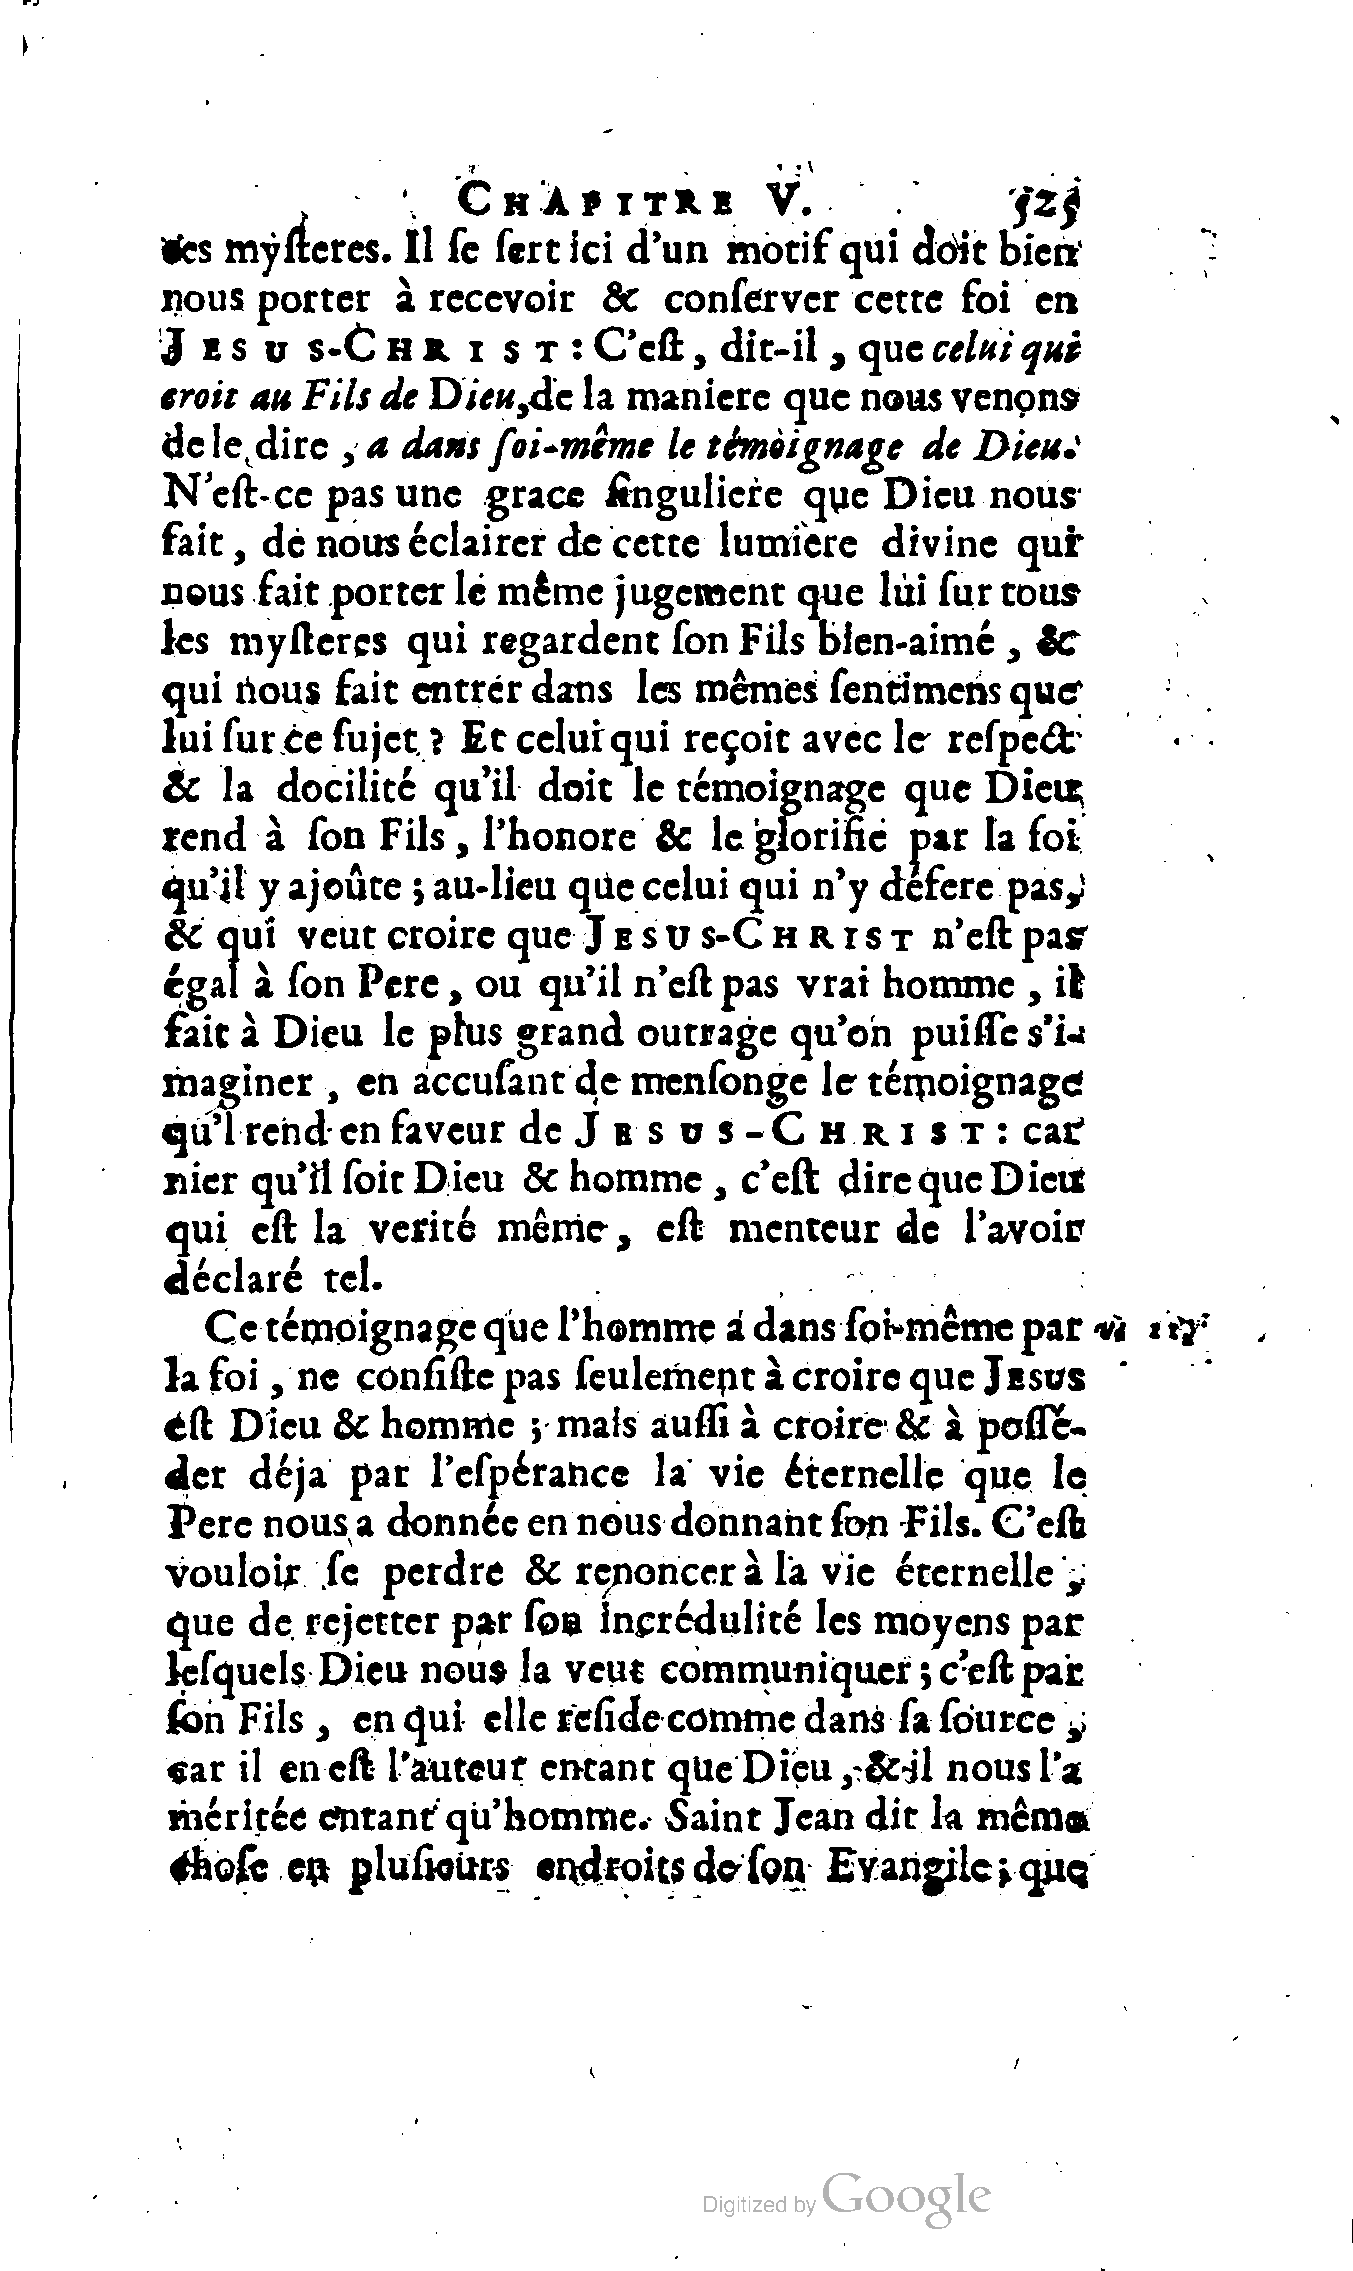 CHAPITRE V. 525
des myſteres. Il ſe ſert ici d'un motif qui doit bien
nous porter à recevoir & conſerver cette foi en
JESUS-CHRIST : C'eſt, dit-il, que celui qui
croit au Fils de Dieu, de la maniere que nous venons
de le dire, a dans ſoi-même le témoignage de Dieu.
N'eſt-ce pas une grace ſinguliere que Dieu nous
fait, de nous éclairer de cette lumiere divine qui
nous fait porter le même jugement que lui ſur tous
les myſteres qui regardent ſon Fils bien-aimé, &
qui nous fait entrer dans les mêmes ſentimens que
lui ſur ce ſujet ? Et celui qui reçoit avec le reſpect
& la docilité qu'il doit le témoignage que Dieu
rend à ſon Fils, l'honore & le glorifie par la foi
qu'il y ajoûte ; au-lieu que celui qui n'y défere pas,
& qui veut croire que JESUS-CHRIST n'eſt pas
égal à ſon Pere, ou qu'il n'eſt pas vrai homme, il
fait à Dieu le plus grand outrage qu'on puiſſe s'i-
maginer, en accuſant de menſonge le témoignage
qu'l rend en faveur de JESUS-CHRIST : car
nier qu'il ſoit Dieu & homme, c'eſt dire que Dieu
qui eſt la verité même, eſt menteur de l'avoir
déclaré tel.
Ce témoignage que l'homme a dans ſoi-même par
la foi, ne conſiſte pas ſeulement à croire que JESUS
eſt Dieu & homme ; mais auſſi à croire & à poſſé-
der déja par l'eſpérance la vie éternelle que le
Pere nous a donnée en nous donnant ſon Fils. C'eſt
vouloir ſe perdre & renoncer à la vie éternelle,
que de rejetter par ſon incrédulité les moyens par
leſquels Dieu nous la veut communiquer ; c'eſt par
ſon Fils, en qui elle reſide comme dans ſa ſource,
car il en eſt l'auteur entant que Dieu, & il nous l'a
méritée entant qu'homme. Saint Jean dit la même
choſe en pluſieurs endroits de ſon Evangile ; que
Digitized by Google